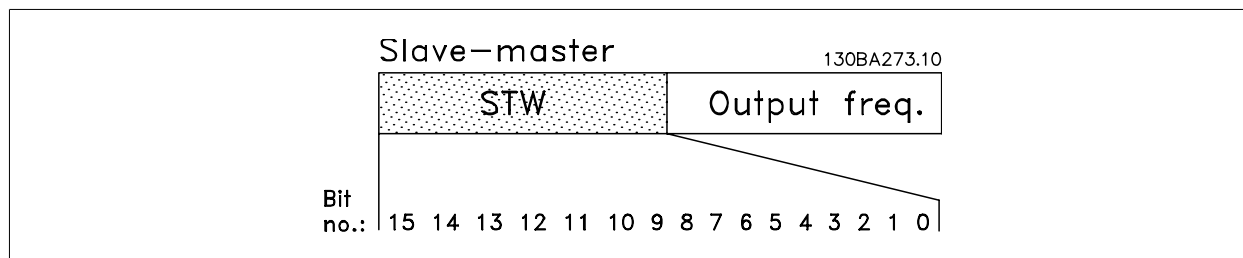 Slave-master
130BA273.10
STW
Output freq.
Bit
no.: 15 14 13 12 11 10 9 8 7 6 5 4 3 2 1 0